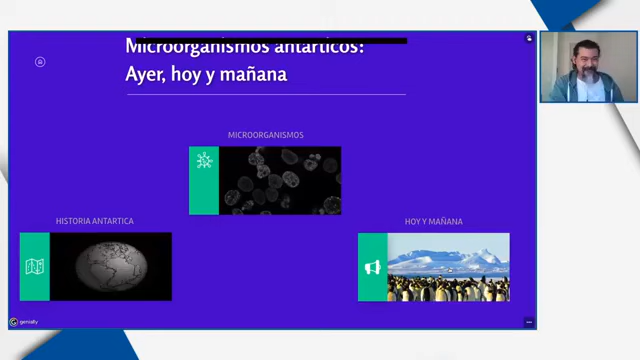 Microorganismos antárticos:
Ayer, hoy y mañana
MICROORGANISMOS
HISTORIA ANTARTICA
HOY Y MAÑANA
genially